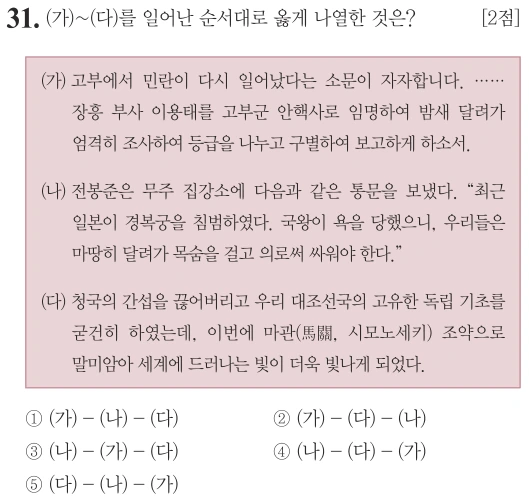 31. (가)~(다)를 일어난 순서대로 옳게 나열한 것은? [2점]
(가) 고부에서 민란이 다시 일어났다는 소문이 자자합니다. ……
장흥 부사 이용태를 고부군 안핵사로 임명하여 밤새 달려가
엄격히 조사하여 등급을 나누고 구별하여 보고하게 하소서.
(나) 전봉준은 무주 집강소에 다음과 같은 통문을 보냈다. “최근
일본이 경복궁을 침범하였다. 국왕이 욕을 당했으니, 우리들은
마땅히 달려가 목숨을 걸고 의로써 싸워야 한다.”
(다) 청국의 간섭을 끊어버리고 우리 대조선국의 고유한 독립 기초를
굳건히 하였는데, 이번에 마관(馬關, 시모노세키) 조약으로
말미암아 세계에 드러나는 빛이 더욱 빛나게 되었다.
① (가) – (나) – (다) ② (가) – (다) – (나)
③ (나) – (가) – (다) ④ (나) – (다) – (가)
⑤ (다) – (나) – (가)